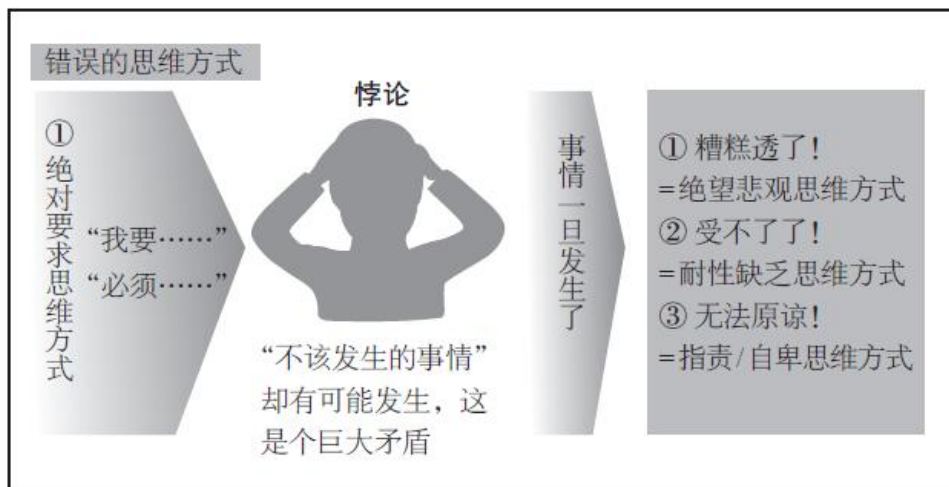 错误的思维方式
①绝对要求思维方式
“我要……”
“必须……”
悖论
“不该发生的事情”
却有可能发生，这
是个巨大矛盾
事情一旦发生了
① 糟糕透了！
=绝望悲观思维方式
② 受不了了！
=耐性缺乏思维方式
③ 无法原谅！
=指责/自卑思维方式